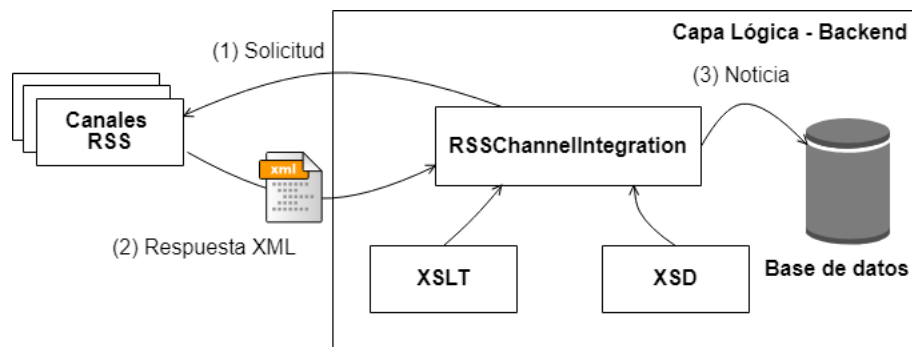 Capa Lógica - Backend
(1) Solicitud
(3) Noticia
Canales
RSS
RSSChannelIntegration
xml
(2) Respuesta XML
XSLT
XSD
Base de datos